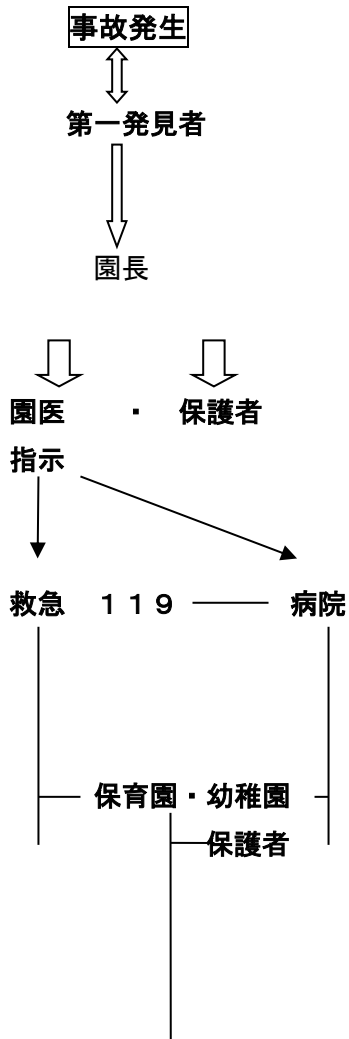 事故発生
第一発見者
園長
園医 ・ 保護者
指示
救急 １１９ 病院
保育園・幼稚園
保護者